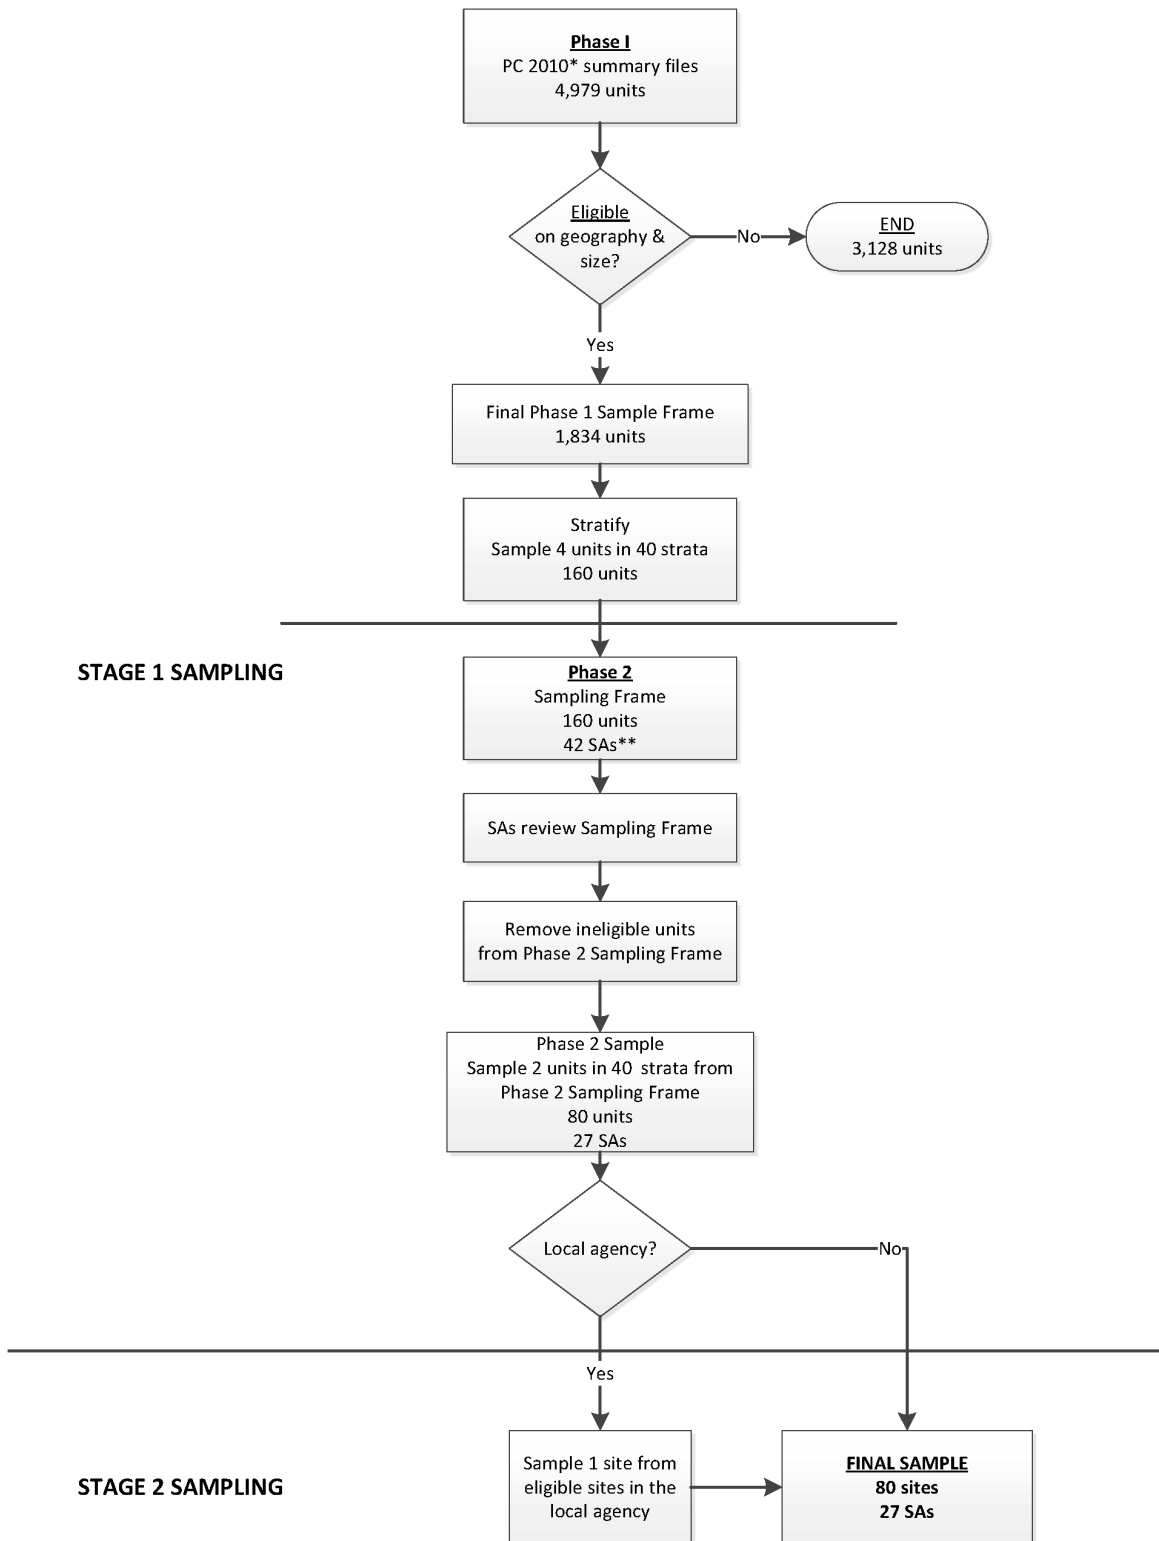 Phase I
PC 2010* summary files
4,979 units
Eligible
on geography &
size?
No
END
3,128 units
Yes
Final Phase 1 Sample Frame
1,834 units
Stratify
Sample 4 units in 40 strata
160 units
STAGE 1 SAMPLING
Phase 2
Sampling Frame
160 units
42 SAs**
SAs review Sampling Frame
Remove ineligible units
from Phase 2 Sampling Frame
Phase 2 Sample
Sample 2 units in 40 strata from
Phase 2 Sampling Frame
80 units
27 SAs
Local agency?
No
Yes
STAGE 2 SAMPLING
Sample 1 site from
eligible sites in the
local agency
FINAL SAMPLE
80 sites
27 SAs